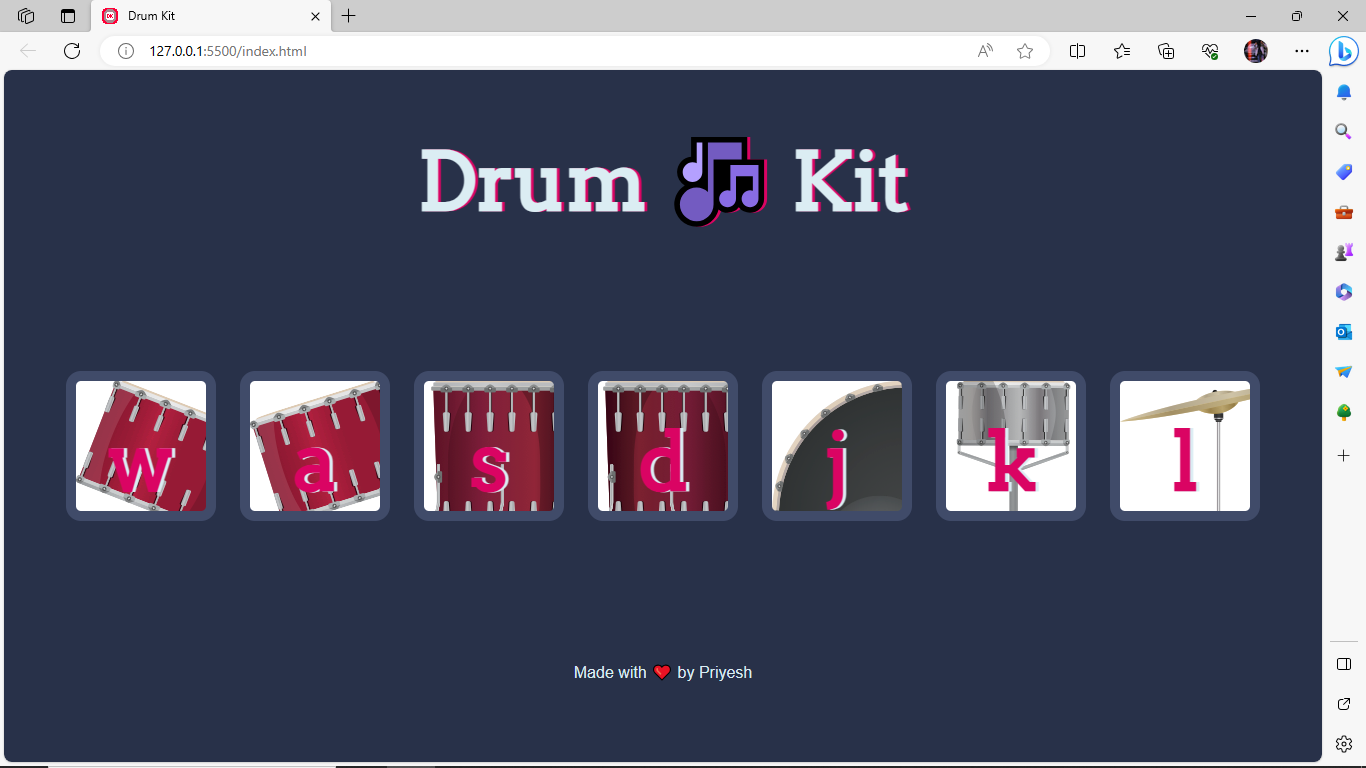 Drum Kit
127.0.0.1:5500/index.html
Drum 🎶 Kit
w a s d j k l
Made with ❤️ by Priyesh